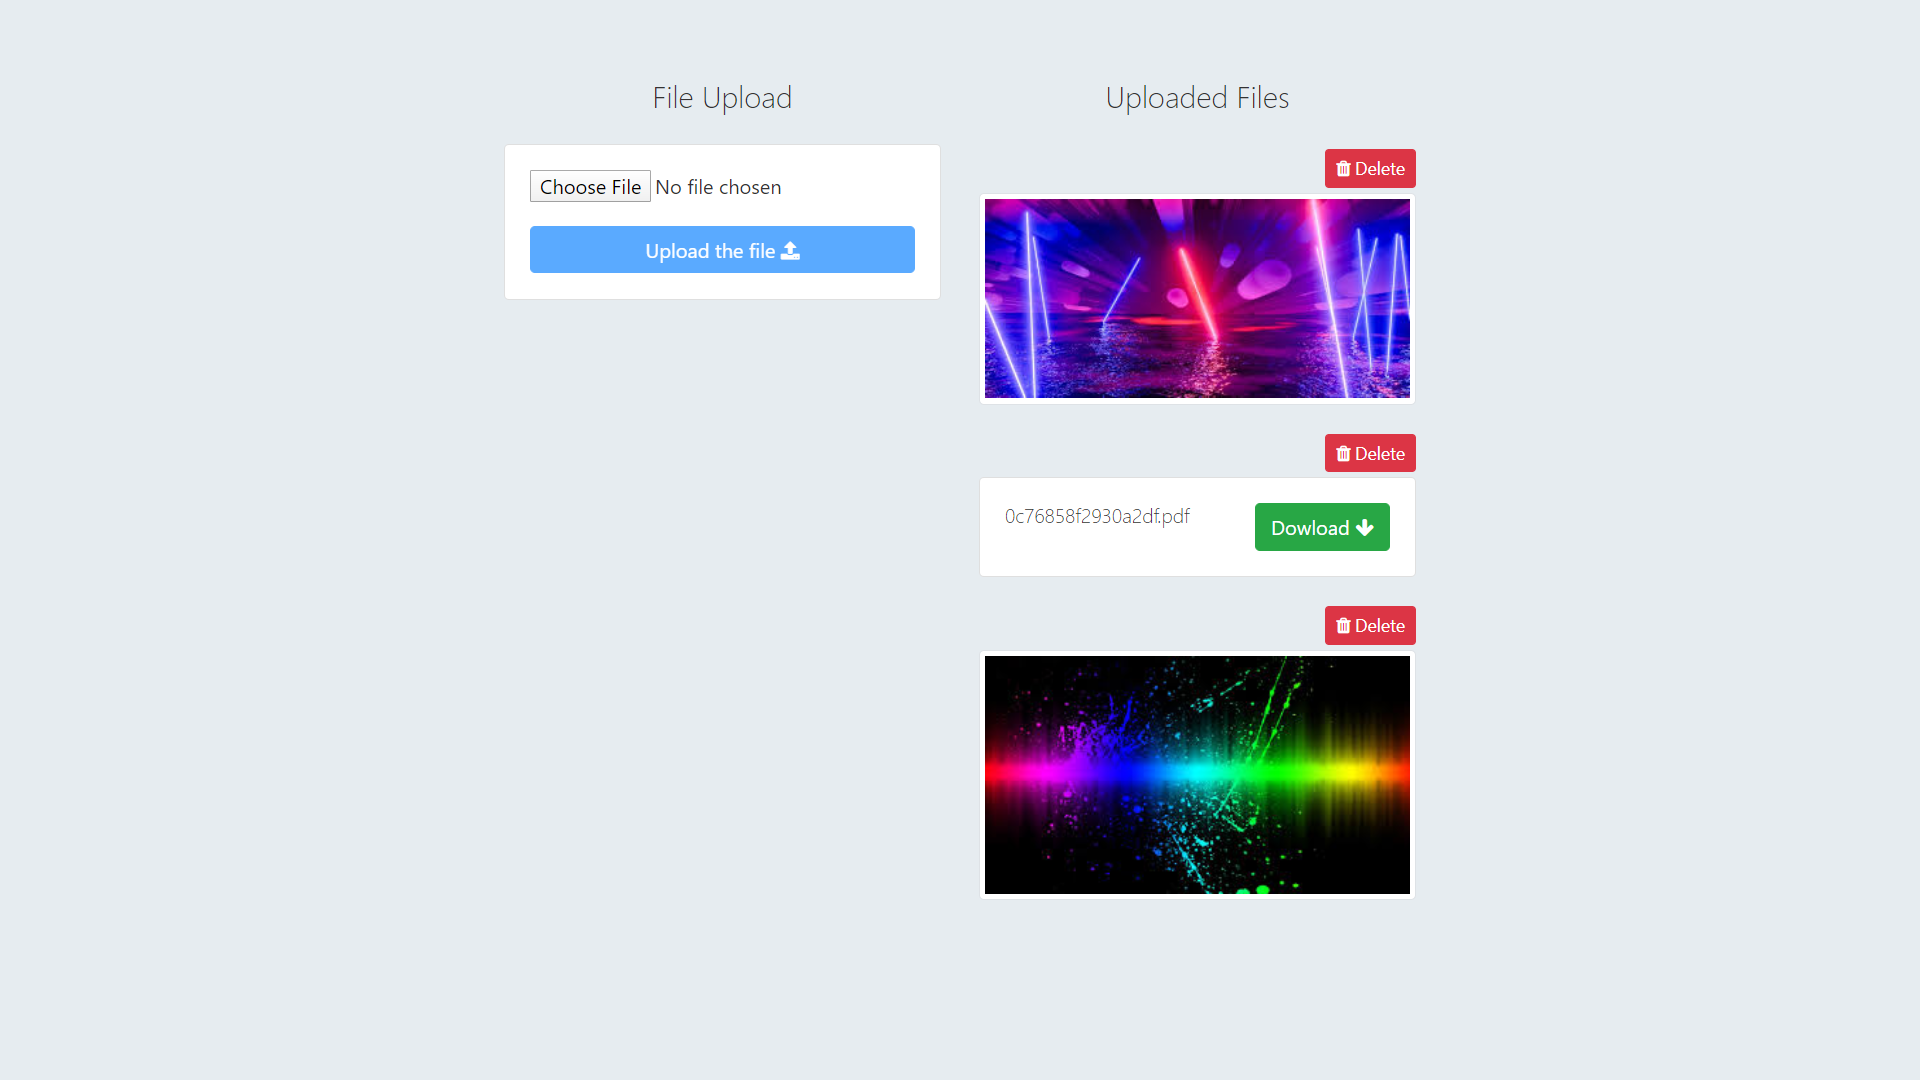 File Upload
Choose File No file chosen
Upload the file
Uploaded Files
Delete
Delete
0c76858f2930a2df.pdf
Dowload
Delete